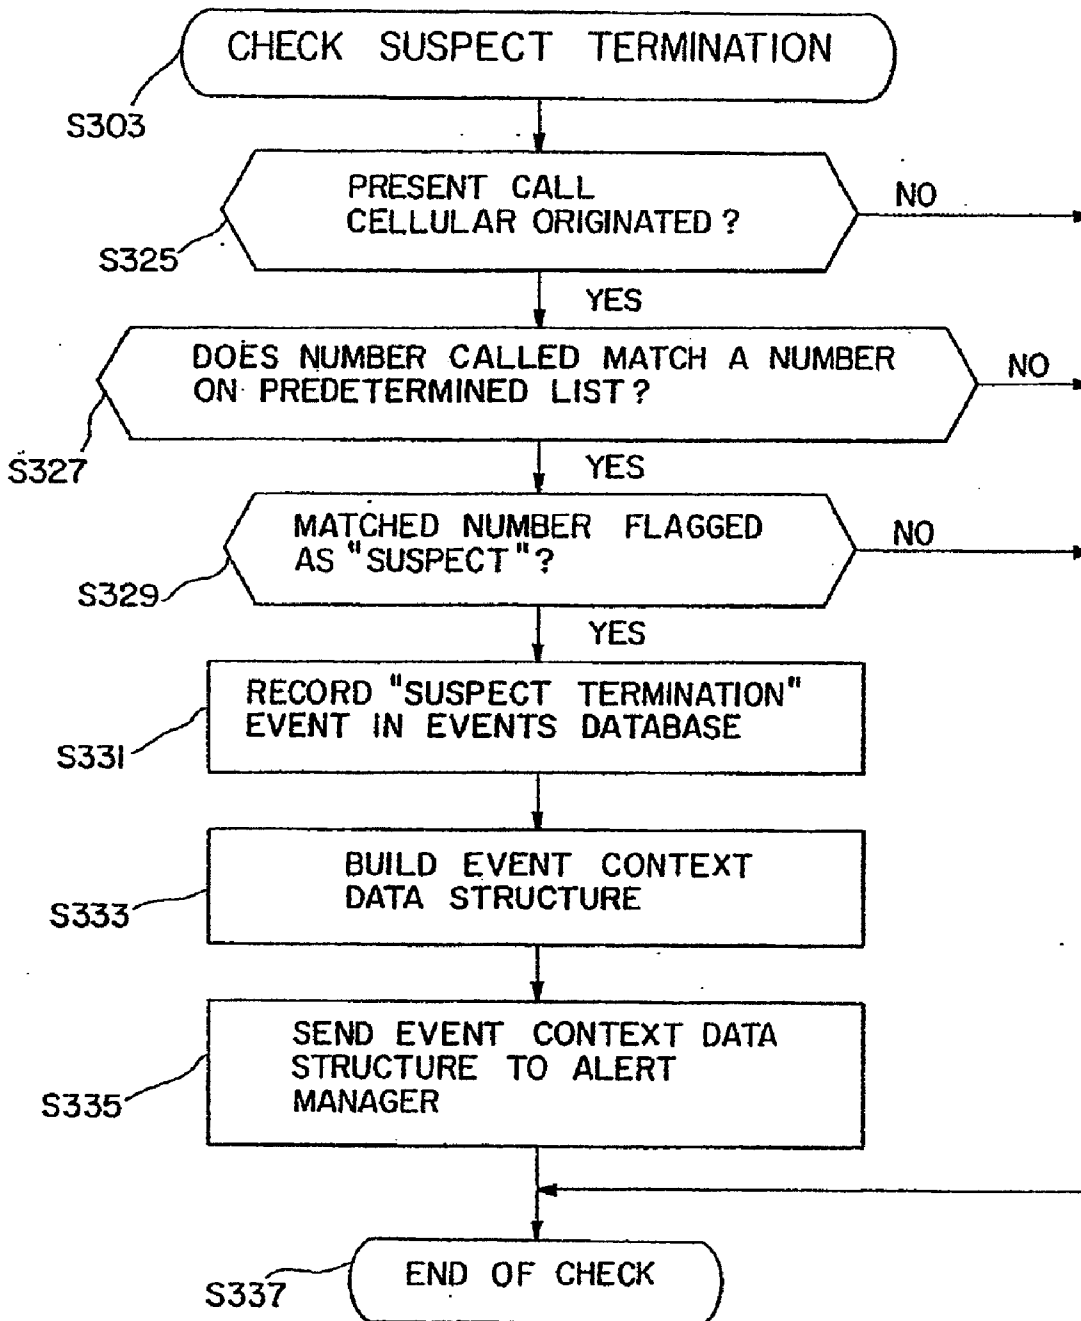 CHECK SUSPECT TERMINATION
S303
PRESENT CALL
CELLULAR ORIGINATED?
NO
S325
YES
DOES NUMBER CALLED MATCH A NUMBER
ON PREDETERMINED LIST?
NO
S327
YES
MATCHED NUMBER FLAGGED
AS "SUSPECT"?
NO
S329
YES
RECORD "SUSPECT TERMINATION"
EVENT IN EVENTS DATABASE
S331
BUILD EVENT CONTEXT
DATA STRUCTURE
S333
SEND EVENT CONTEXT DATA
STRUCTURE TO ALERT
MANAGER
S335
END OF CHECK
S337